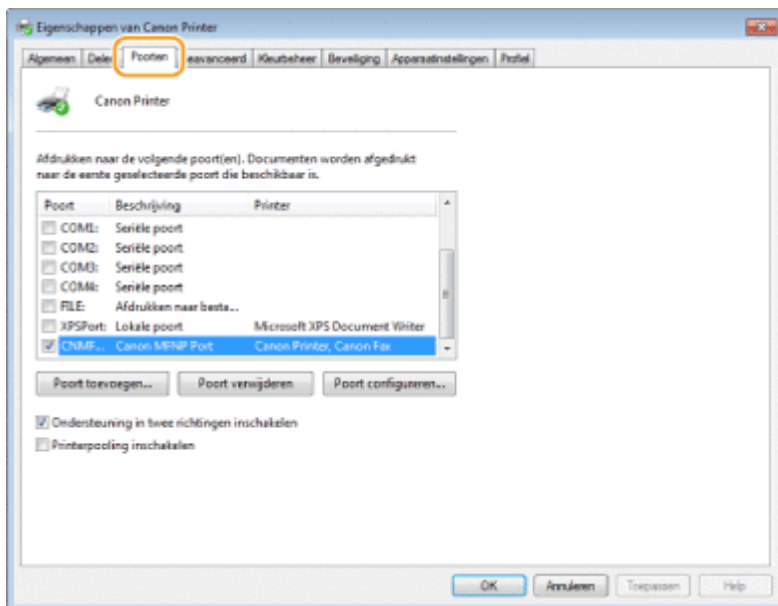 Eigenschappen van Canon Printer
Algemeen Delen Poorten Geavanceerd Kleurbeheer Beveiliging Apparaatinstellingen Profiel
Canon Printer
Afdrukken naar de volgende poort(en). Documenten worden afgedrukt
naar de eerste geselecteerde poort die beschikbaar is.
Poort Beschrijving Printer
COM1: Seriële poort
COM2: Seriële poort
COM3: Seriële poort
COM4: Seriële poort
FILE: Afdrukken naar besta...
XPSPort: Lokale poort Microsoft XPS Document Writer
CNMF... Canon MFNP Port Canon Printer, Canon Fax
Poort toevoegen... Poort verwijderen Poort configureren...
Ondersteuning in twee richtingen inschakelen
Printerpooling inschakelen
OK Annuleren Toepassen Help